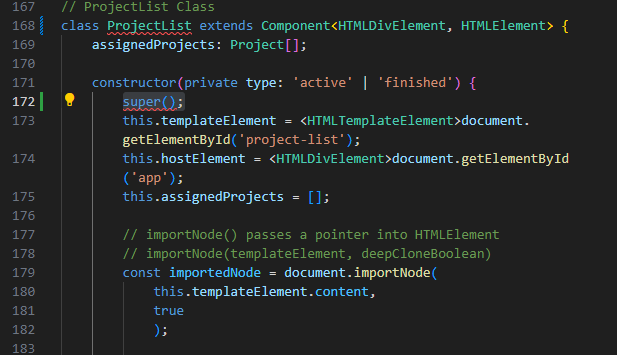 167 // ProjectList Class
168 class ProjectList extends Component<HTMLDivElement, HTMLElement> {
169 assignedProjects: Project[];
170
171 constructor(private type: 'active' | 'finished') {
172 super();
173 this.templateElement = <HTMLTemplateElement>document.
getElementById('project-list');
174 this.hostElement = <HTMLDivElement>document.getElementById
('app');
175 this.assignedProjects = [];
176
177 // importNode() passes a pointer into HTMLElement
178 // importNode(templateElement, deepCloneBoolean)
179 const importedNode = document.importNode(
180 this.templateElement.content,
181 true
182 );
183